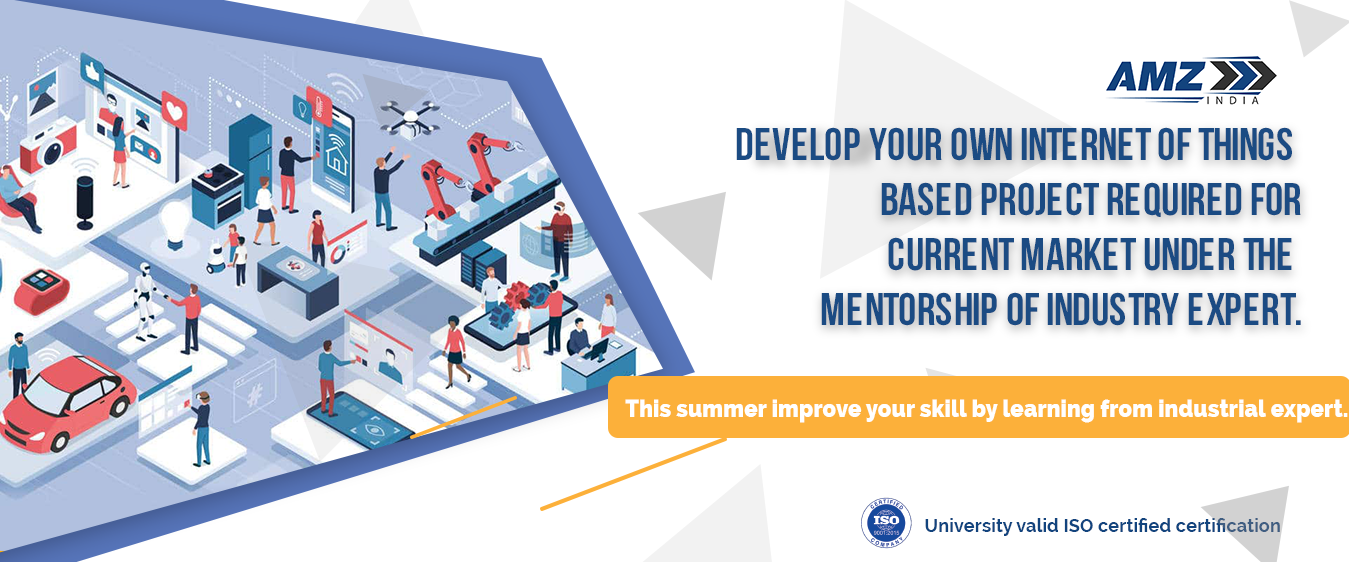 AMZ
INDIA
DEVELOP YOUR OWN INTERNET OF THINGS
BASED PROJECT REQUIRED FOR
CURRENT MARKET UNDER THE
MENTORSHIP OF INDUSTRY EXPERT.
This summer improve your skill by learning from industrial expert.
CERTIFIED
ISO
9001:2015
COMPANY
University valid ISO certified certification
#